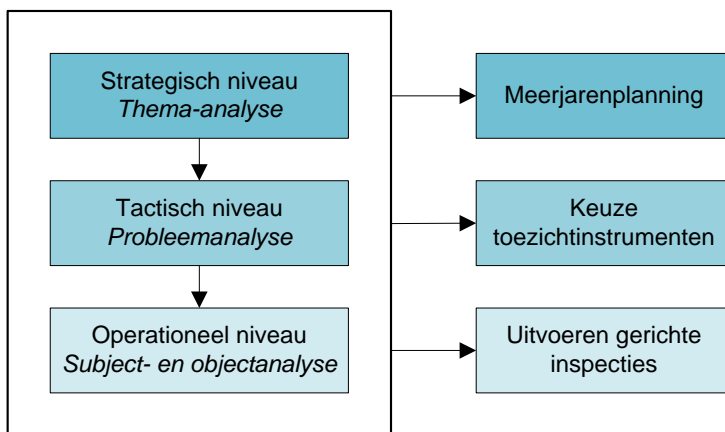 Strategisch niveau
Thema-analyse
Meerjarenplanning
Tactisch niveau
Probleemanalyse
Keuze
toezichtinstrumenten
Operationeel niveau
Subject- en objectanalyse
Uitvoeren gerichte
inspecties